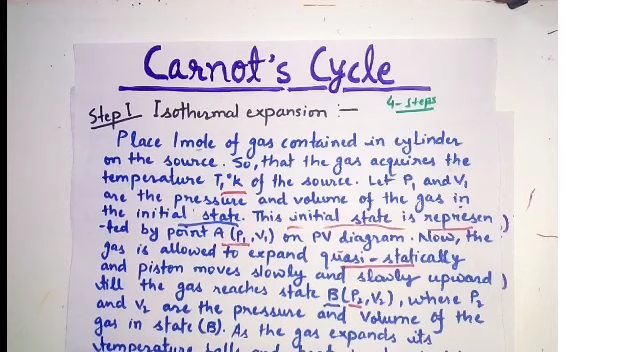 Carnot's Cycle
4-Steps
Step I Isothermal expansion :-
Place 1mole of gas contained in cylinder
on the source. So, that the gas acquires the
temperature T₁°k of the source. Let P₁ and V₁
are the pressure and volume of the gas in
the initial state. This initial state is represen
-ted by point A (P₁,V₁) on PV diagram. Now, the
gas is allowed to expand quasi-statically
and piston moves slowly and slowly upward
till the gas reaches state B(P₂,V₂), where P₂
and V₂ are the pressure and volume of the
gas in state (B). As the gas expands its
temperature falls and